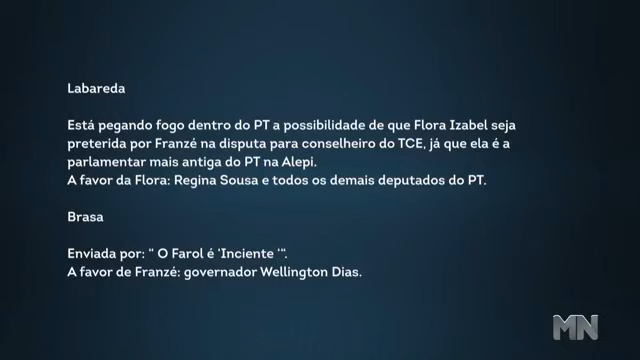 Labareda
Está pegando fogo dentro do PT a possibilidade de que Flora Izabel seja
preterida por Franzé na disputa para conselheiro do TCE, já que ela é a
parlamentar mais antiga do PT na Alepi.
A favor da Flora: Regina Sousa e todos os demais deputados do PT.
Brasa
Enviada por: " O Farol é 'Inciente '".
A favor de Franzé: governador Wellington Dias.
MN